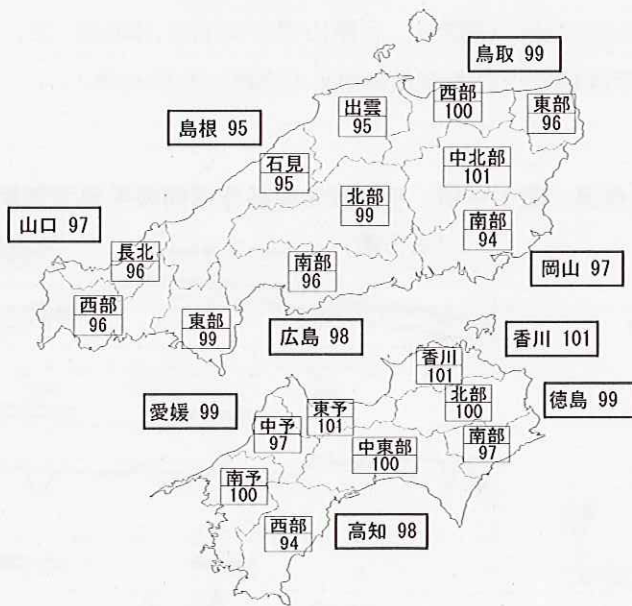 鳥取 99
西部
100
東部
96
出雲
95
島根 95
石見
95
中北部
101
北部
99
南部
94
山口 97
長北
96
南部
96
岡山 97
西部
96
東部
99
広島 98
香川 101
香川
101
北部
100
徳島 99
愛媛 99
東予
101
中予
97
中東部
100
南部
97
南予
100
西部
94
高知 98